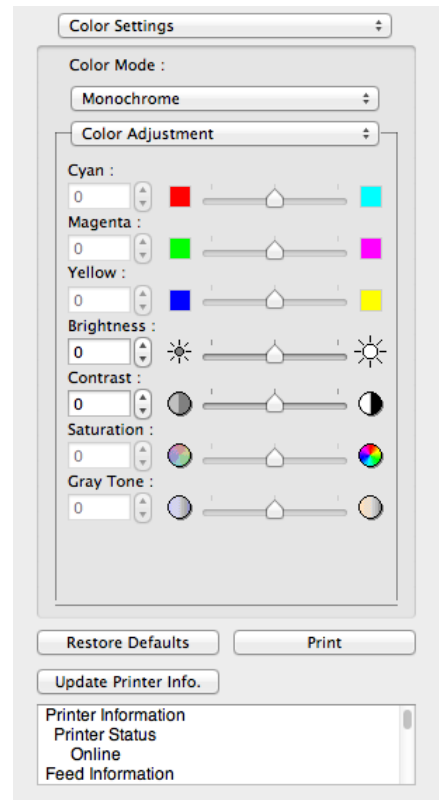 Color Settings
Color Mode :
Monochrome
Color Adjustment
Cyan :
0
Magenta :
0
Yellow :
0
Brightness :
0
Contrast :
0
Saturation :
0
Gray Tone :
0
Restore Defaults Print
Update Printer Info.
Printer Information
Printer Status
Online
Feed Information